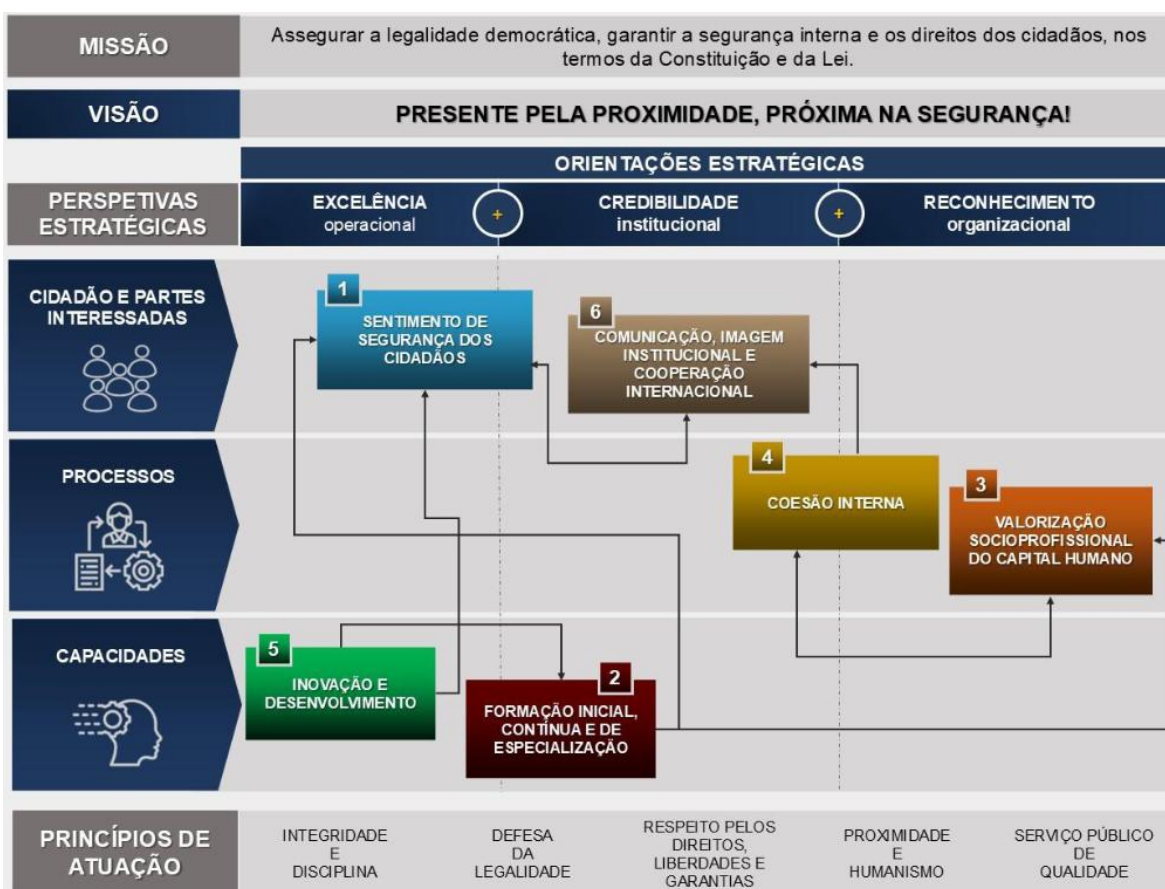 MISSÃO
Assegurar a legalidade democrática, garantir a segurança interna e os direitos dos cidadãos, nos
termos da Constituição e da Lei.
VISÃO
PRESENTE PELA PROXIMIDADE, PRÓXIMA NA SEGURANÇA!
ORIENTAÇÕES ESTRATÉGICAS
PERSPETIVAS
ESTRATÉGICAS
EXCELÊNCIA
operacional
+
CREDIBILIDADE
institucional
+
RECONHECIMENTO
organizacional
CIDADÃO E PARTES
INTERESSADAS
1
SENTIMENTO DE
SEGURANÇA DOS
CIDADÃOS
6
COMUNICAÇÃO, IMAGEM
INSTITUCIONAL E
COOPERAÇÃO
INTERNACIONAL
PROCESSOS
4
COESÃO INTERNA
3
VALORIZAÇÃO
SOCIOPROFISSIONAL
DO CAPITAL HUMANO
CAPACIDADES
5
INOVAÇÃO E
DESENVOLVIMENTO
2
FORMAÇÃO INICIAL,
CONTÍNUA E DE
ESPECIALIZAÇÃO
PRINCÍPIOS DE
ATUAÇÃO
INTEGRIDADE
E
DISCIPLINA
DEFESA
DA
LEGALIDADE
RESPEITO PELOS
DIREITOS,
LIBERDADES E
GARANTIAS
PROXIMIDADE
E
HUMANISMO
SERVIÇO PÚBLICO
DE
QUALIDADE